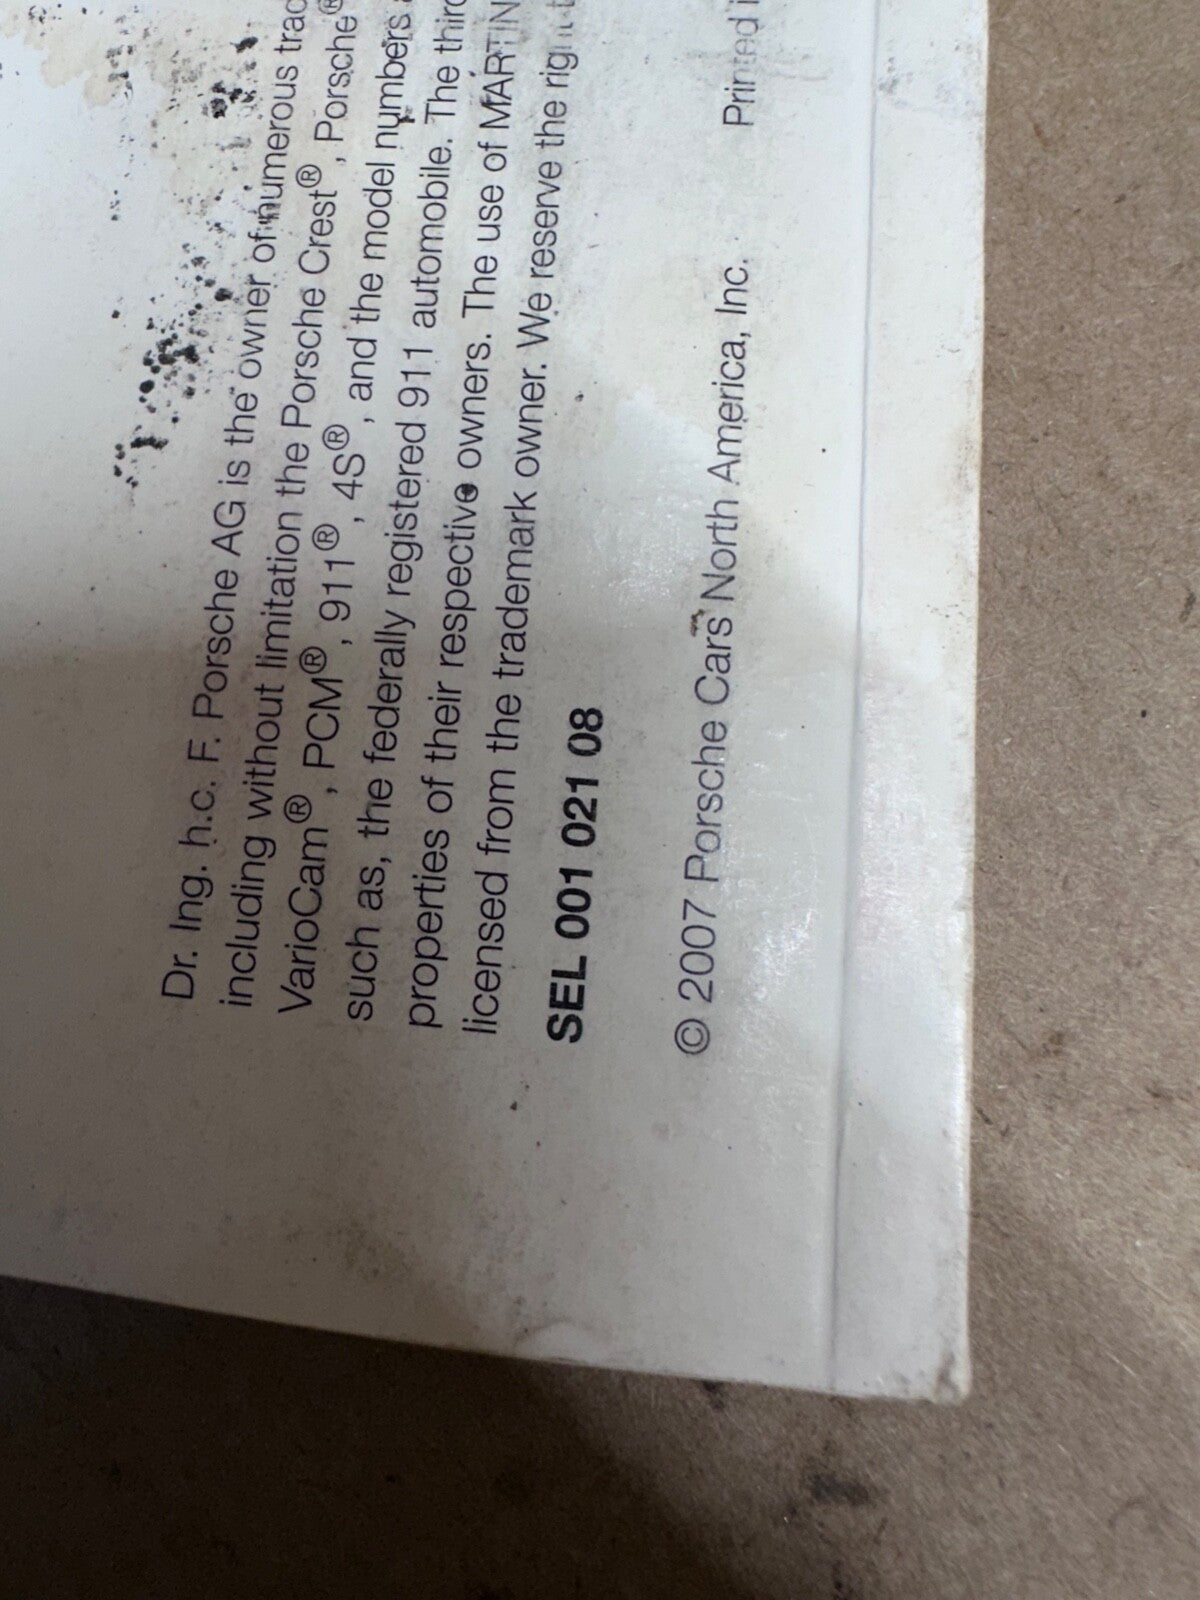 Dr. Ing. h.c. F. Porsche AG is the owner of numerous
including without limitation the Porsche Crest®, Porsche®
VarioCam®, PCM®, 911®, 4S®, and the model numbers
such as, the federally registered 911 automobile. The
properties of their respective owners. The use of
licensed from the trademark owner. We reserve the right
SEL 001 021 08
© 2007 Porsche Cars North America, Inc. Printed